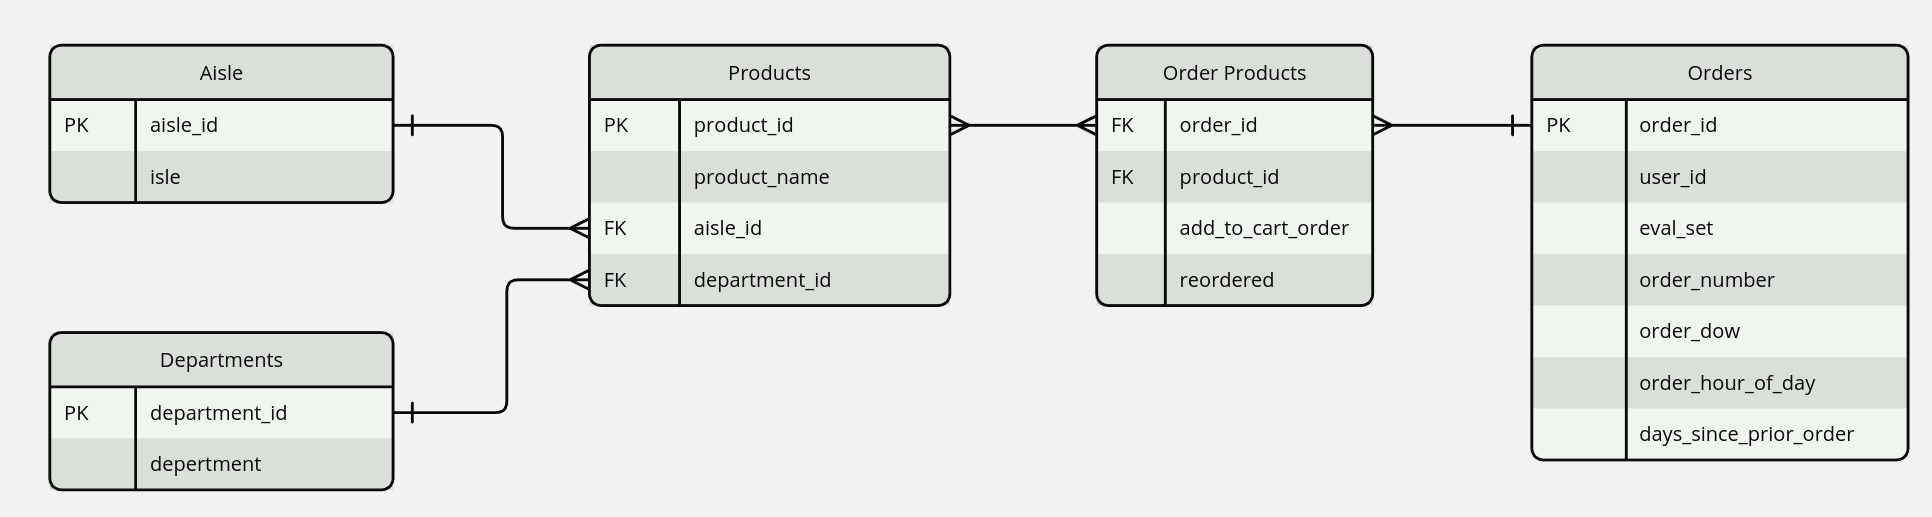 Aisle
PK aisle_id
isle
Departments
PK department_id
depertment
Products
PK product_id
product_name
FK aisle_id
FK department_id
Order Products
FK order_id
FK product_id
add_to_cart_order
reordered
Orders
PK order_id
user_id
eval_set
order_number
order_dow
order_hour_of_day
days_since_prior_order